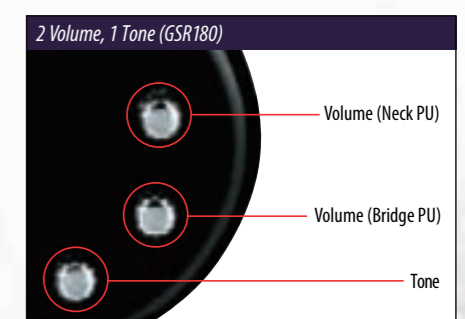 2 Volume, 1 Tone (GSR180)
Volume (Neck PU)
Volume (Bridge PU)
Tone